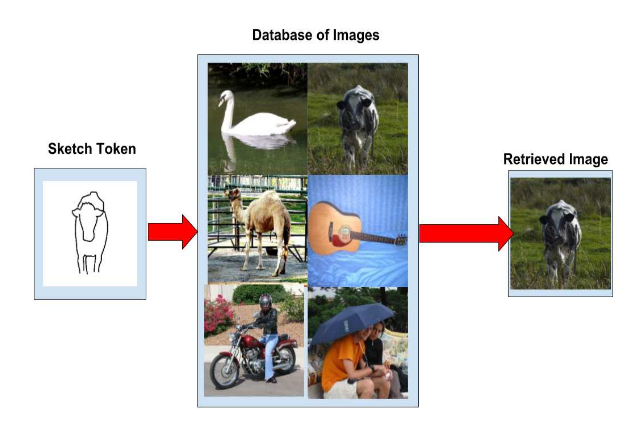 Database of Images
Sketch Token
Retrieved Image